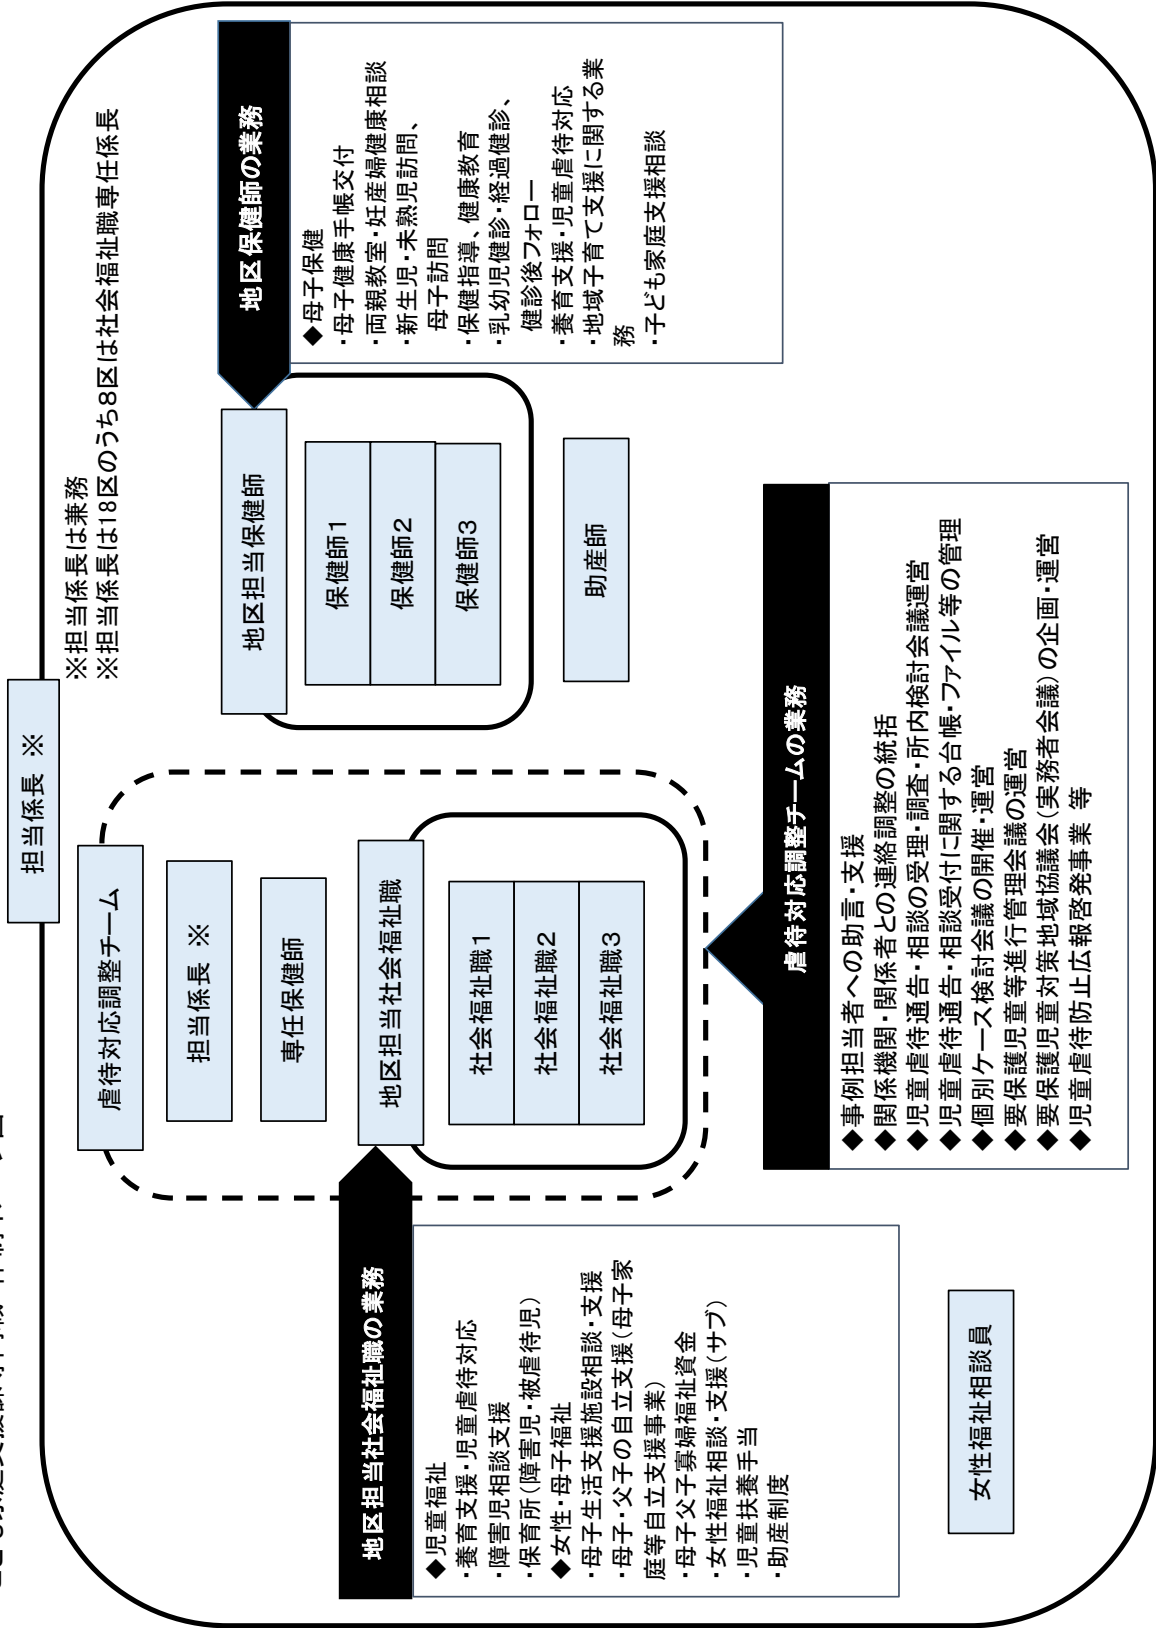 担当係長 ※
※担当係長は兼務
※担当係長は18区のうち8区は社会福祉職専任係長
虐待対応調整チーム
担当係長 ※
専任保健師
地区担当社会福祉職
社会福祉職1
社会福祉職2
社会福祉職3
地区担当保健師
保健師1
保健師2
保健師3
助産師
地区担当社会福祉職の業務
◆児童福祉
・養育支援・児童虐待対応
・障害児相談支援
・保育所(障害児・被虐待児)
◆女性・母子福祉
・母子生活支援施設相談・支援
・母子・父子の自立支援(母子家
庭等自立支援事業)
・母子父子寡婦福祉資金
・女性福祉相談・支援(サブ)
・児童扶養手当
・助産制度
地区保健師の業務
◆母子保健
・母子健康手帳交付
・両親教室・妊産婦健康相談
・新生児・未熟児訪問、
母子訪問
・保健指導、健康教育
・乳幼児健診・経過健診、
健診後フォロー
・養育支援・児童虐待対応
・地域子育て支援に関する業
務
・子ども家庭支援相談
虐待対応調整チームの業務
◆事例担当者への助言・支援
◆関係機関・関係者との連絡調整の統括
◆児童虐待通告・相談の受理・調査・所内検討会議運営
◆児童虐待通告・相談受付に関する台帳・ファイル等の管理
◆個別ケース検討会議の開催・運営
◆要保護児童等進行管理会議の運営
◆要保護児童対策地域協議会(実務者会議)の企画・運営
◆児童虐待防止広報啓発事業 等
女性福祉相談員